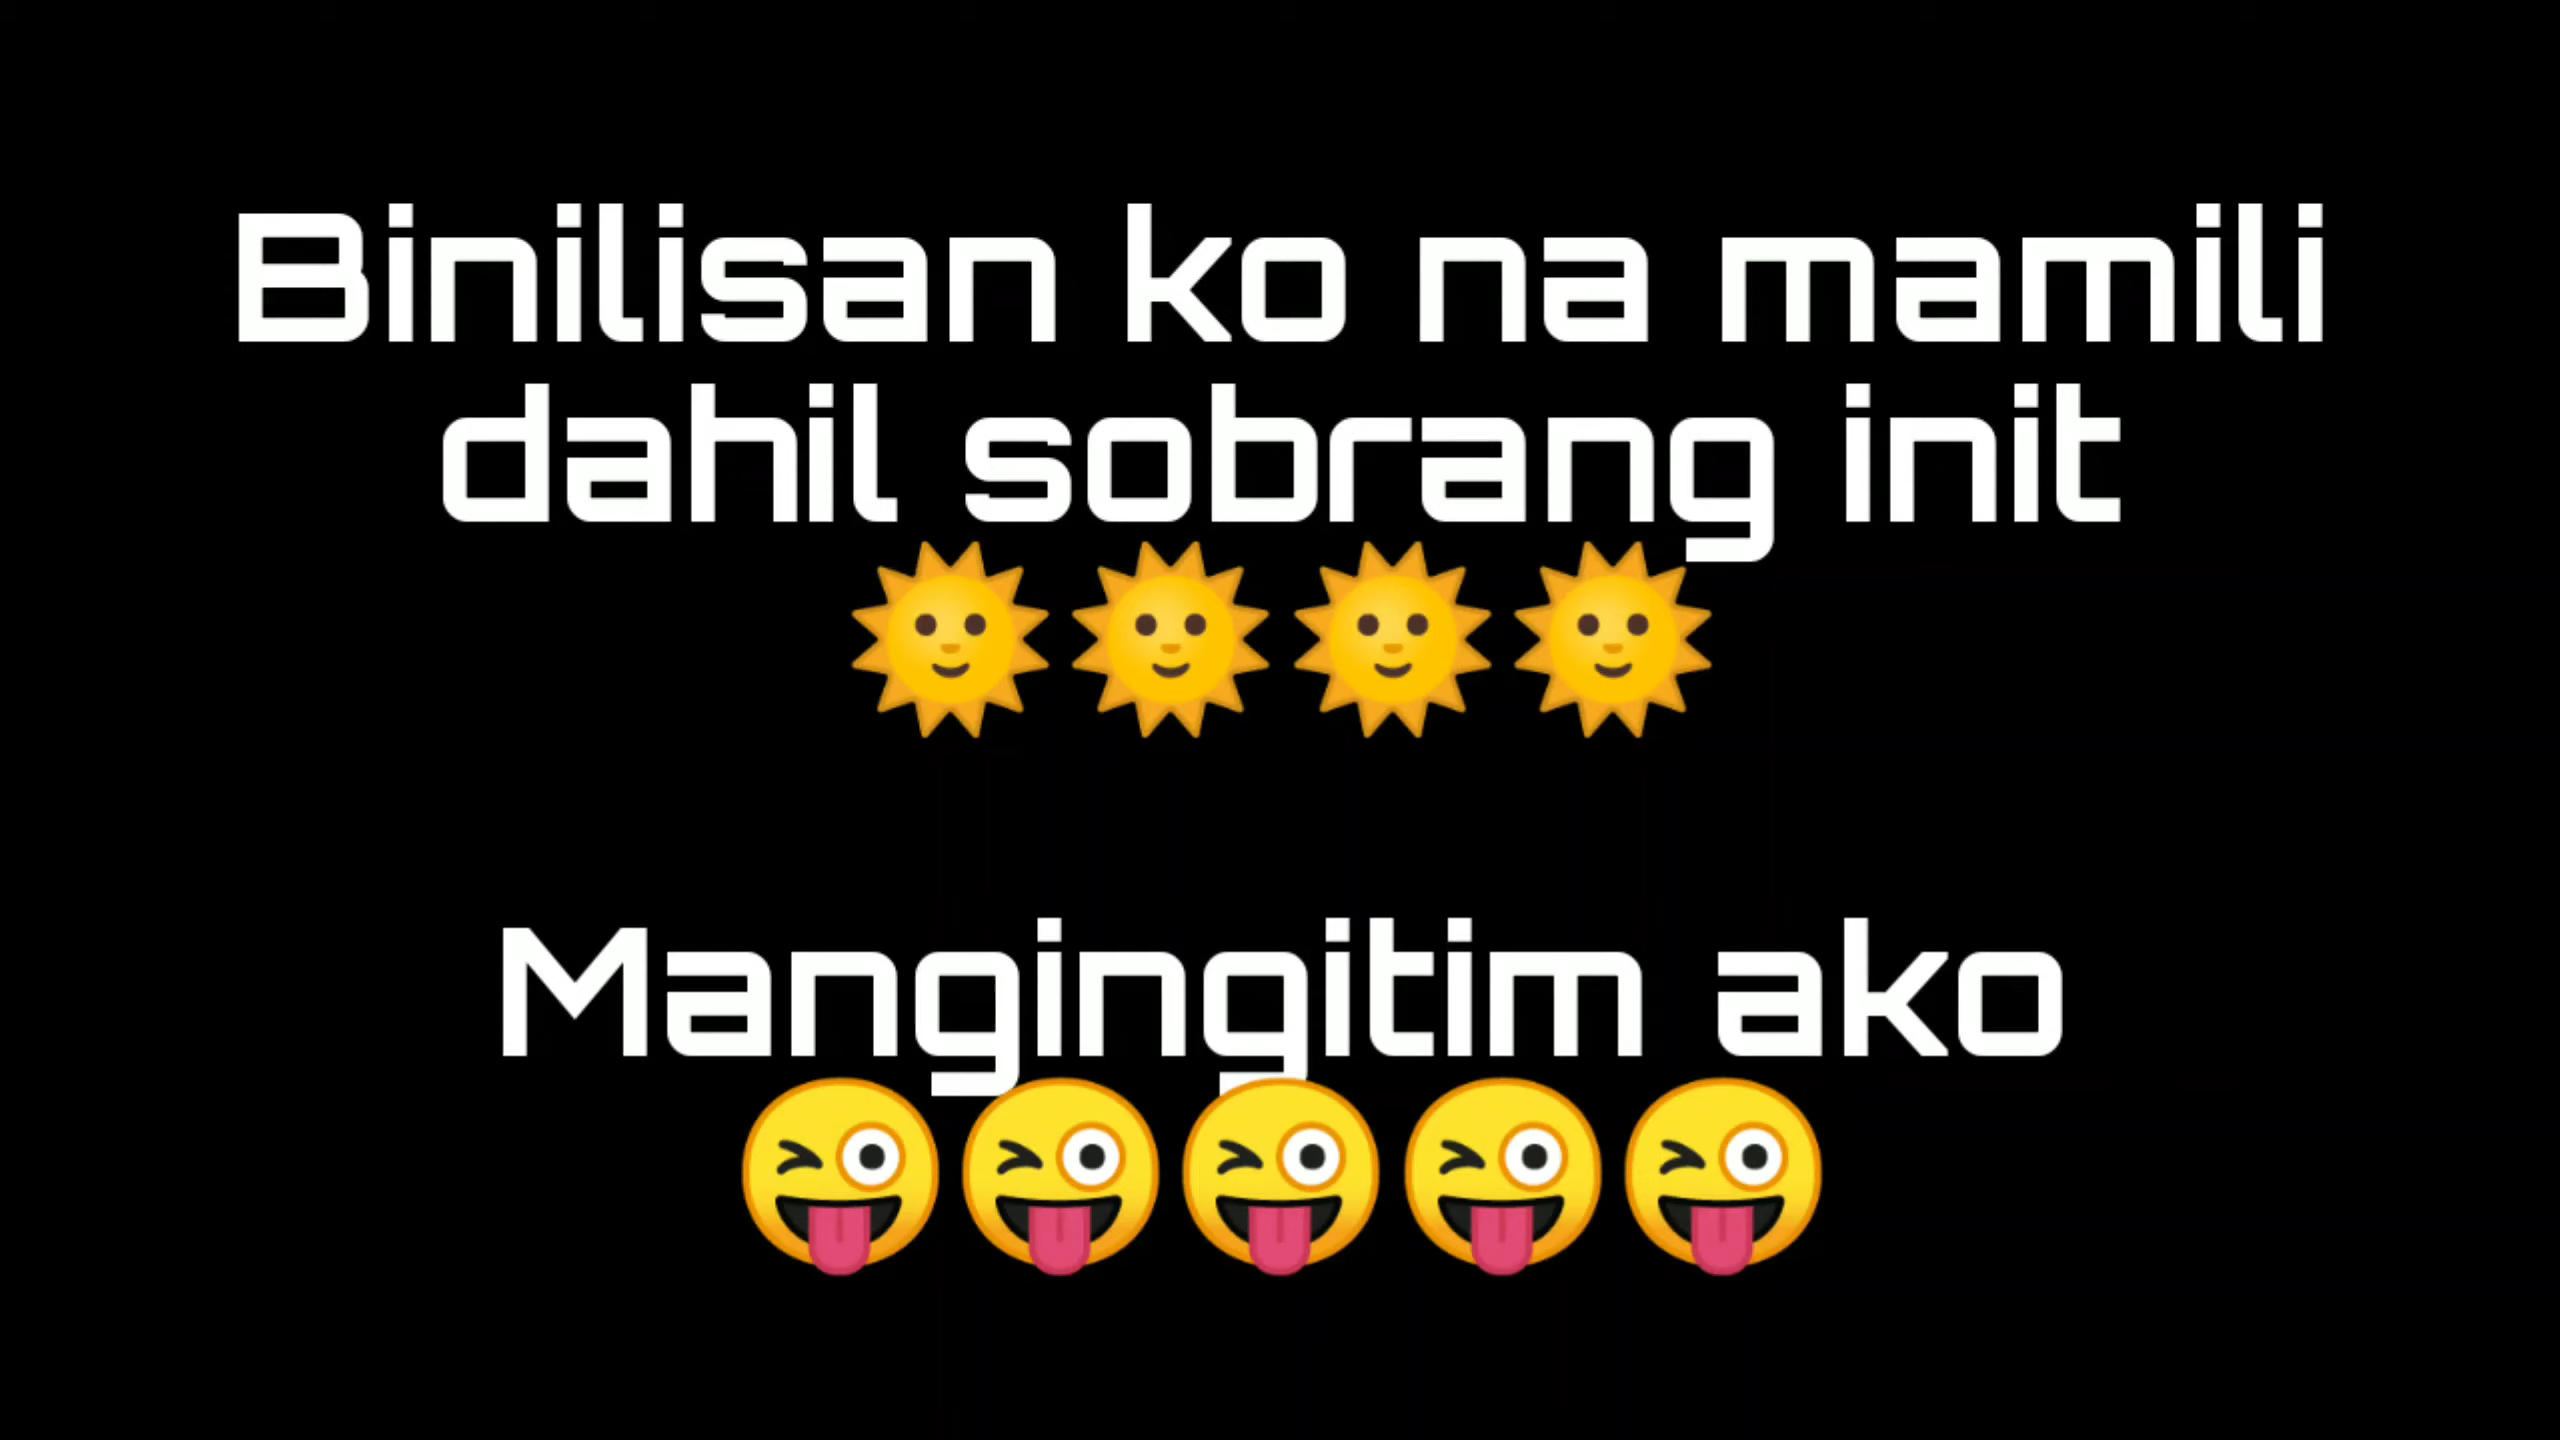 Binilisan ko na mamili
dahil sobrang init
🌞🌞🌞🌞
Mangingitim ako
😜😜😜😜😜